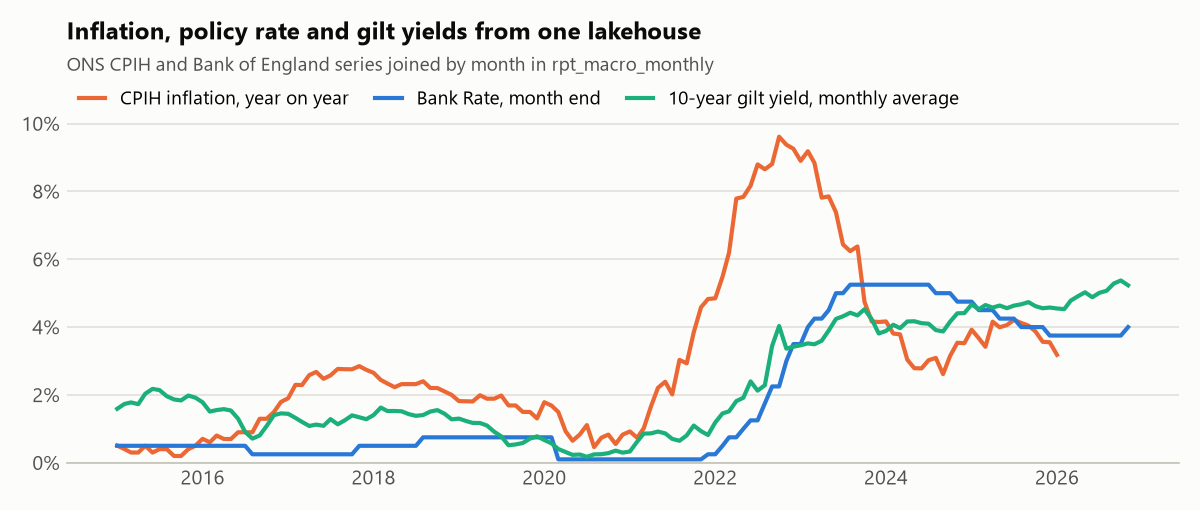 Inflation, policy rate and gilt yields from one lakehouse
ONS CPIH and Bank of England series joined by month in rpt_macro_monthly
CPIH inflation, year on year Bank Rate, month end 10-year gilt yield, monthly average
10%
8%
6%
4%
2%
0%
2016 2018 2020 2022 2024 2026